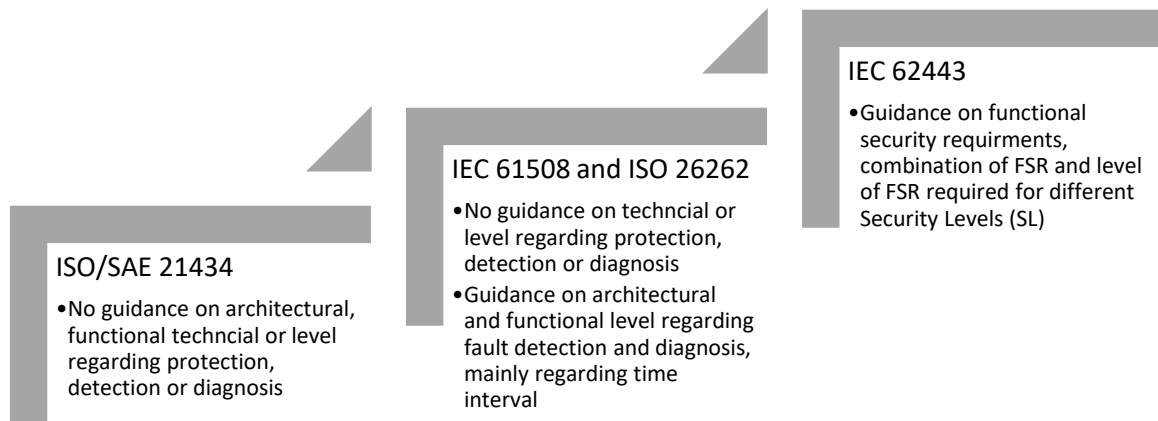 ISO/SAE 21434
•No guidance on architectural,
functional techncial or level
regarding protection,
detection or diagnosis
IEC 61508 and ISO 26262
•No guidance on techncial or
level regarding protection,
detection or diagnosis
•Guidance on architectural
and functional level regarding
fault detection and diagnosis,
mainly regarding time
interval
IEC 62443
•Guidance on functional
security requirments,
combination of FSR and level
of FSR required for different
Security Levels (SL)